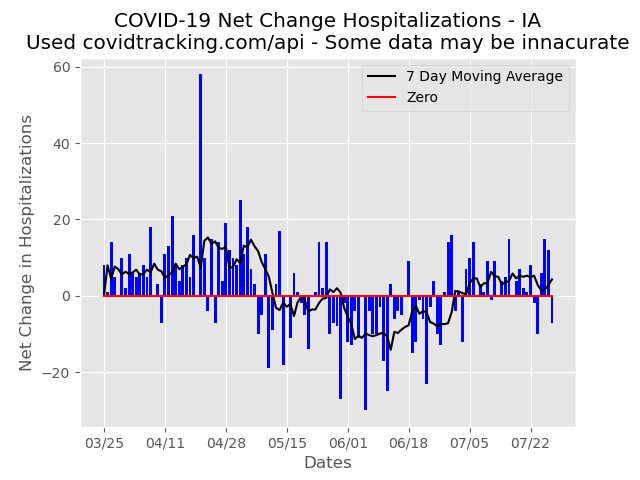 COVID-19 Net Change Hospitalizations - IA
Used covidtracking.com/api - Some data may be innacurate
7 Day Moving Average
Zero
Net Change in Hospitalizations
60
40
20
0
−20
03/25 04/11 04/28 05/15 06/01 06/18 07/05 07/22
Dates